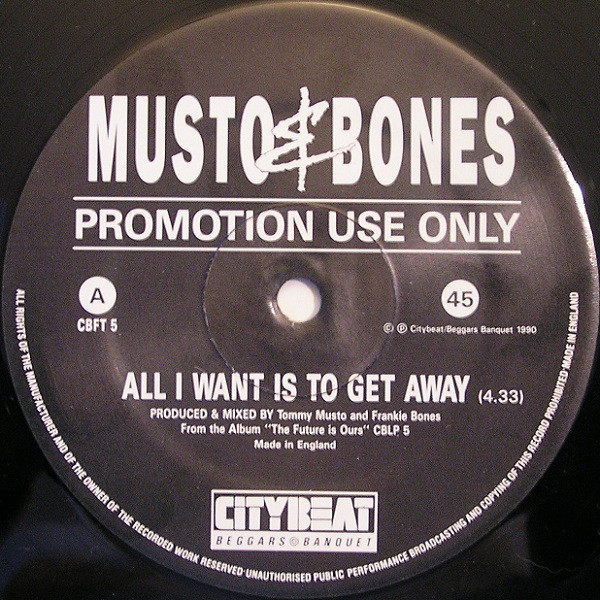 MUSTO & BONES
PROMOTION USE ONLY
A
CBFT 5
45
© ℗ Citybeat/Beggars Banquet 1990
ALL I WANT IS TO GET AWAY (4.33)
PRODUCED & MIXED BY Tommy Musto and Frankie Bones
From the Album "The Future is Ours" CBLP 5
Made in England
CITYBEAT
BEGGARS BANQUET
ALL RIGHTS OF THE MANUFACTURER AND OF THE OWNER OF THE RECORDED WORK RESERVED·UNAUTHORISED PUBLIC PERFORMANCE BROADCASTING AND COPYING OF THIS RECORD PROHIBITED·MADE IN ENGLAND